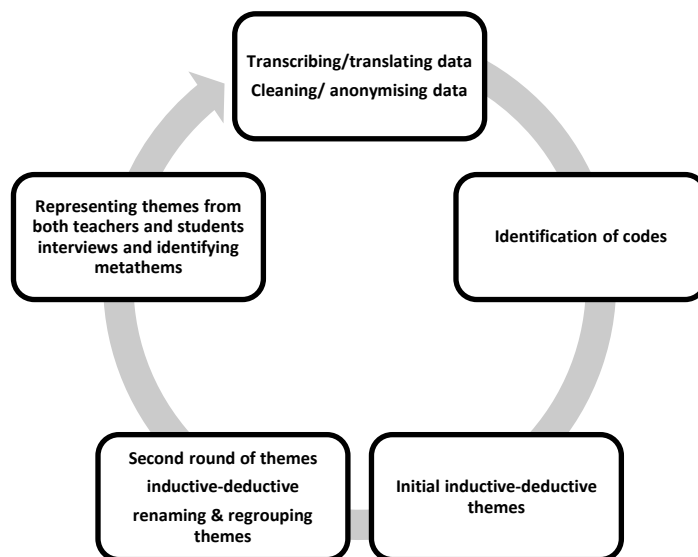 Transcribing/translating data
Cleaning/ anonymising data
Identification of codes
Initial inductive-deductive
themes
Second round of themes
inductive-deductive
renaming & regrouping
themes
Representing themes from
both teachers and students
interviews and identifying
metathems